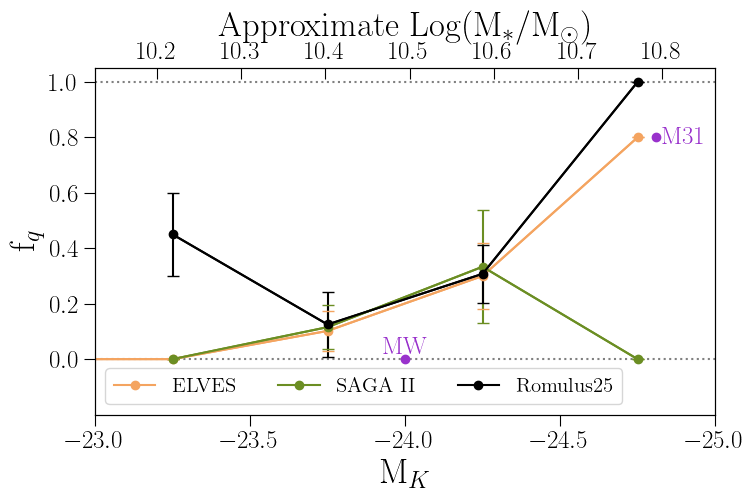 Approximate Log(M*/M⊙)
10.2 10.3 10.4 10.5 10.6 10.7 10.8
1.0
0.8
0.6
0.4
0.2
0.0
f_q
M31
MW
ELVES SAGA II Romulus25
−23.0 −23.5 −24.0 −24.5 −25.0
M_K